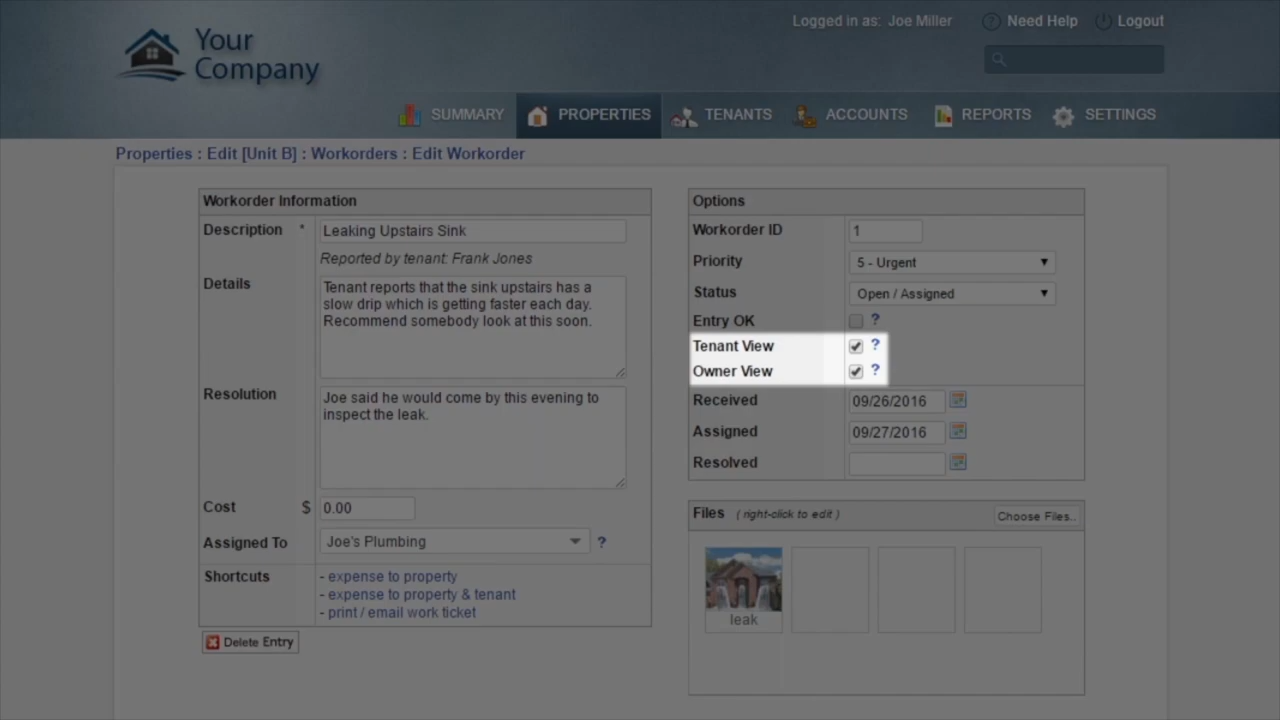 Logged in as: Joe Miller
Need Help
Logout
Your
Company
SUMMARY
PROPERTIES
TENANTS
ACCOUNTS
REPORTS
SETTINGS
Properties : Edit [Unit B] : Workorders : Edit Workorder
Workorder Information
Description * Leaking Upstairs Sink
Reported by tenant: Frank Jones
Details
Tenant reports that the sink upstairs has a
slow drip which is getting faster each day.
Recommend somebody look at this soon.
Resolution
Joe said he would come by this evening to
inspect the leak.
Cost $ 0.00
Assigned To Joe's Plumbing ?
Shortcuts
- expense to property
- expense to property & tenant
- print / email work ticket
Delete Entry
Options
Workorder ID 1
Priority 5 - Urgent
Status Open / Assigned
Entry OK ?
Tenant View ?
Owner View ?
Received 09/26/2016
Assigned 09/27/2016
Resolved
Files ( right-click to edit ) Choose Files..
leak